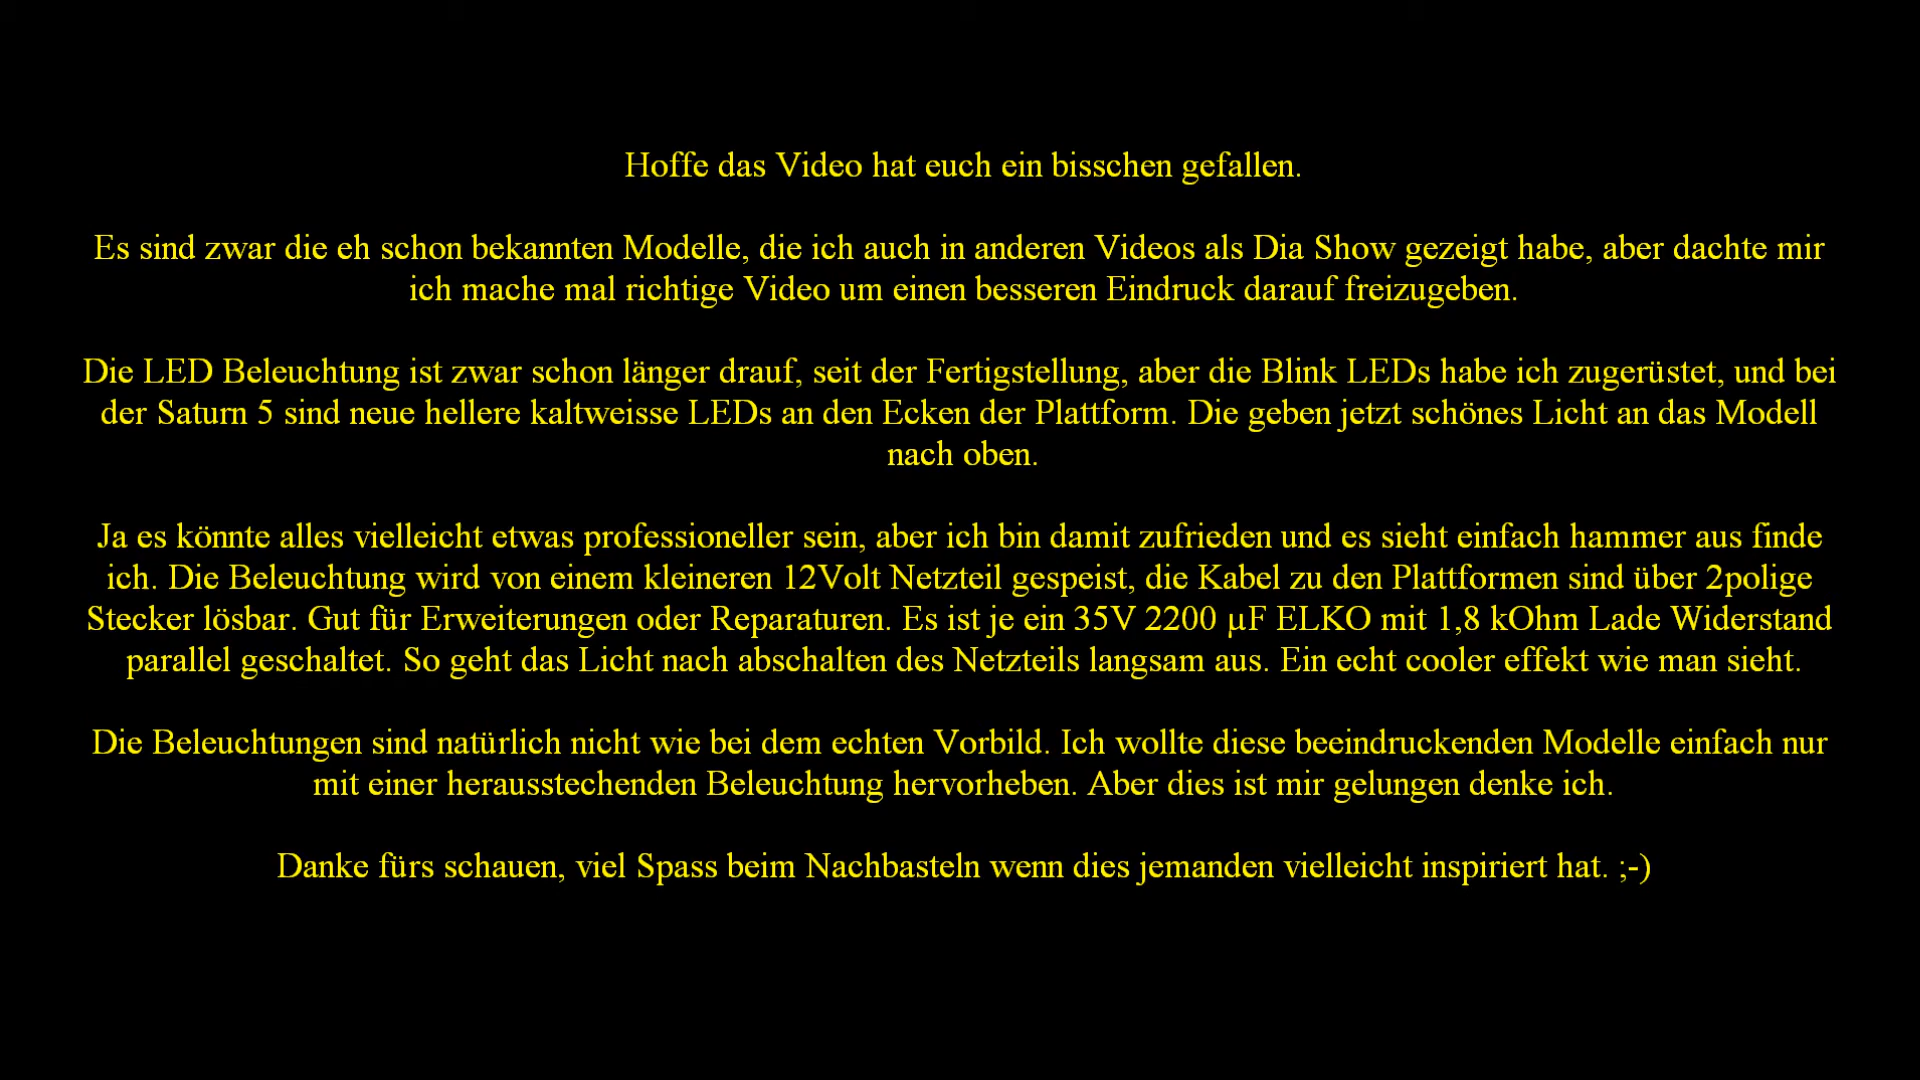 Hoffe das Video hat euch ein bisschen gefallen.
Es sind zwar die eh schon bekannten Modelle, die ich auch in anderen Videos als Dia Show gezeigt habe, aber dachte mir
ich mache mal richtige Video um einen besseren Eindruck darauf freizugeben.
Die LED Beleuchtung ist zwar schon länger drauf, seit der Fertigstellung, aber die Blink LEDs habe ich zugerüstet, und bei
der Saturn 5 sind neue hellere kaltweisse LEDs an den Ecken der Plattform. Die geben jetzt schönes Licht an das Modell
nach oben.
Ja es könnte alles vielleicht etwas professioneller sein, aber ich bin damit zufrieden und es sieht einfach hammer aus finde
ich. Die Beleuchtung wird von einem kleineren 12Volt Netzteil gespeist, die Kabel zu den Plattformen sind über 2polige
Stecker lösbar. Gut für Erweiterungen oder Reparaturen. Es ist je ein 35V 2200 µF ELKO mit 1,8 kOhm Lade Widerstand
parallel geschaltet. So geht das Licht nach abschalten des Netzteils langsam aus. Ein echt cooler effekt wie man sieht.
Die Beleuchtungen sind natürlich nicht wie bei dem echten Vorbild. Ich wollte diese beeindruckenden Modelle einfach nur
mit einer herausstechenden Beleuchtung hervorheben. Aber dies ist mir gelungen denke ich.
Danke fürs schauen, viel Spass beim Nachbasteln wenn dies jemanden vielleicht inspiriert hat. ;-)